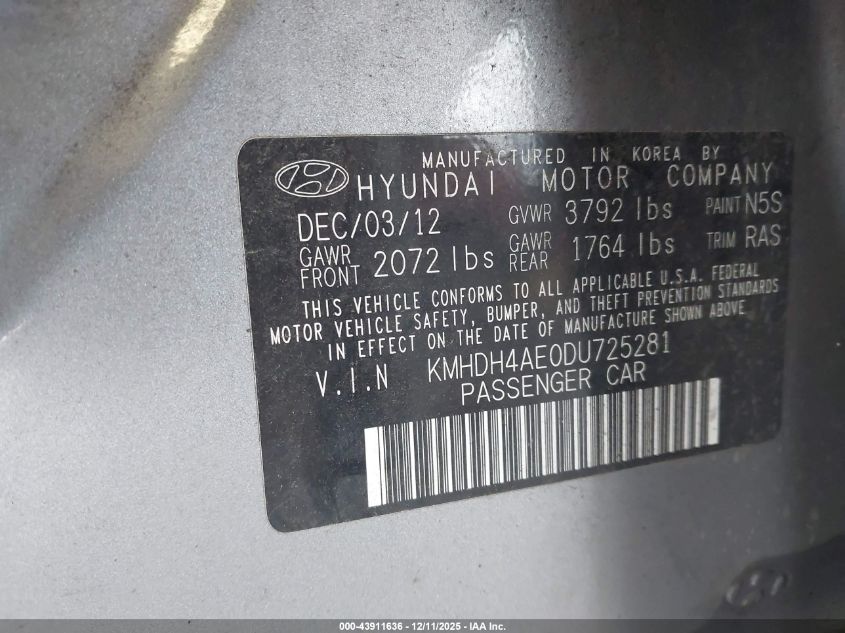 MANUFACTURED IN KOREA BY
HYUNDAI MOTOR COMPANY
DEC/03/12 GVWR 3792 lbs PAINT N5S
GAWR FRONT 2072 lbs GAWR REAR 1764 lbs TRIM RAS
THIS VEHICLE CONFORMS TO ALL APPLICABLE U.S.A. FEDERAL
MOTOR VEHICLE SAFETY, BUMPER, AND THEFT PREVENTION STANDARDS
IN EFFECT ON THE DATE OF MANUFACTURE SHOWN ABOVE
V.I.N KMHDH4AE0DU725281
PASSENGER CAR
000-43911636 - 12/11/2025 - IAA Inc.